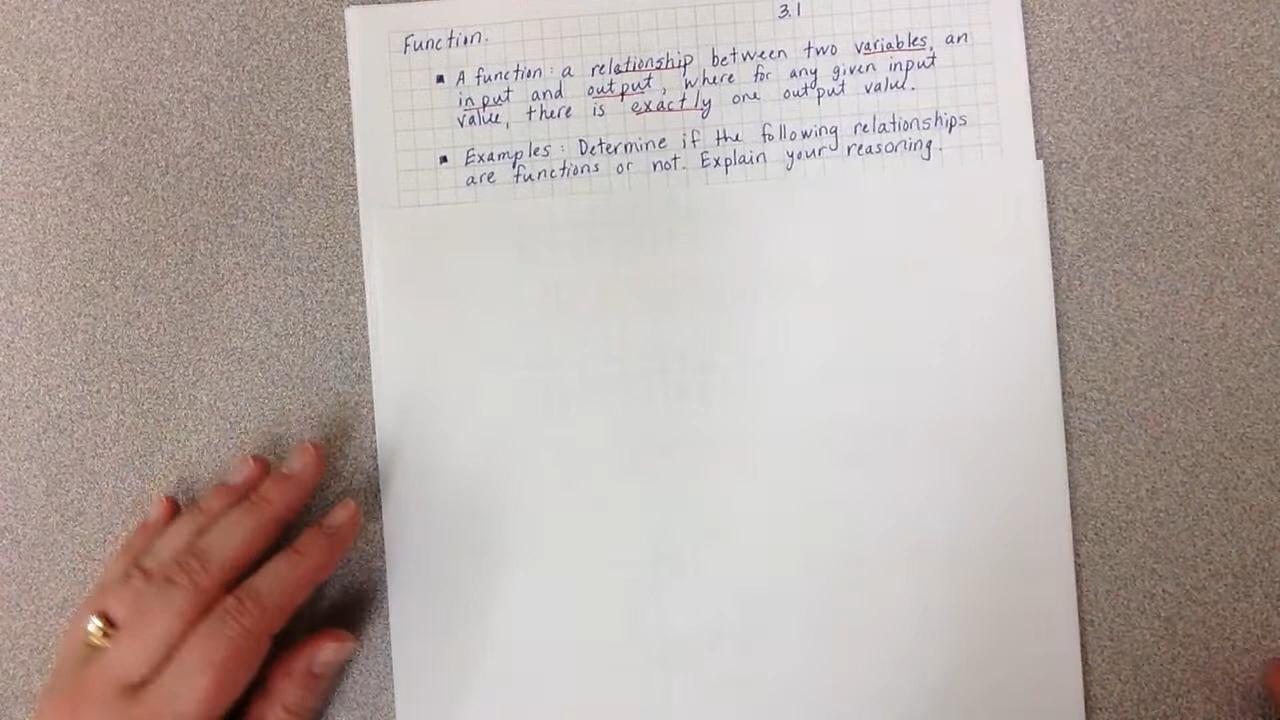 3.1
Function.
▪ A function: a relationship between two variables, an
input and output, where for any given input
value, there is exactly one output value.
▪ Examples: Determine if the following relationships
are functions or not. Explain your reasoning.